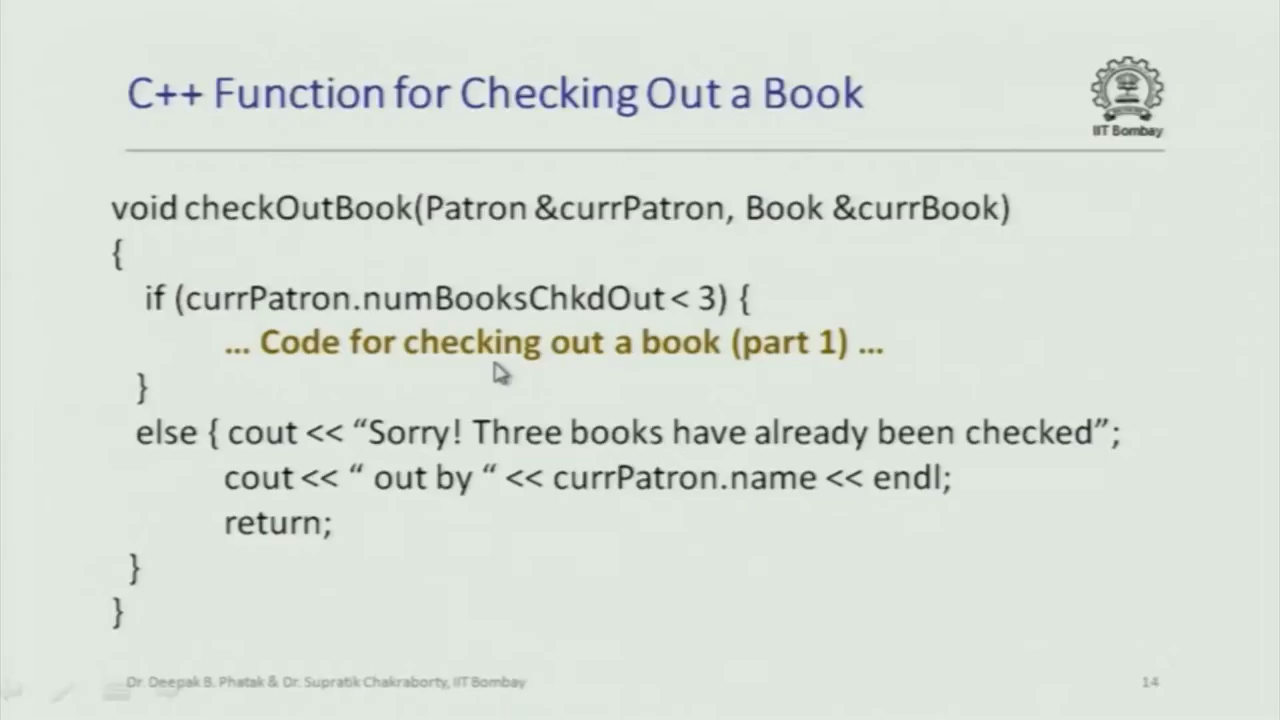 C++ Function for Checking Out a Book
IIT Bombay
void checkOutBook(Patron &currPatron, Book &currBook)
{
if (currPatron.numBooksChkdOut < 3) {
... Code for checking out a book (part 1) ...
}
else { cout << “Sorry! Three books have already been checked”;
cout << “ out by “ << currPatron.name << endl;
return;
}
}
Dr. Deepak B. Phatak & Dr. Supratik Chakraborty, IIT Bombay
14